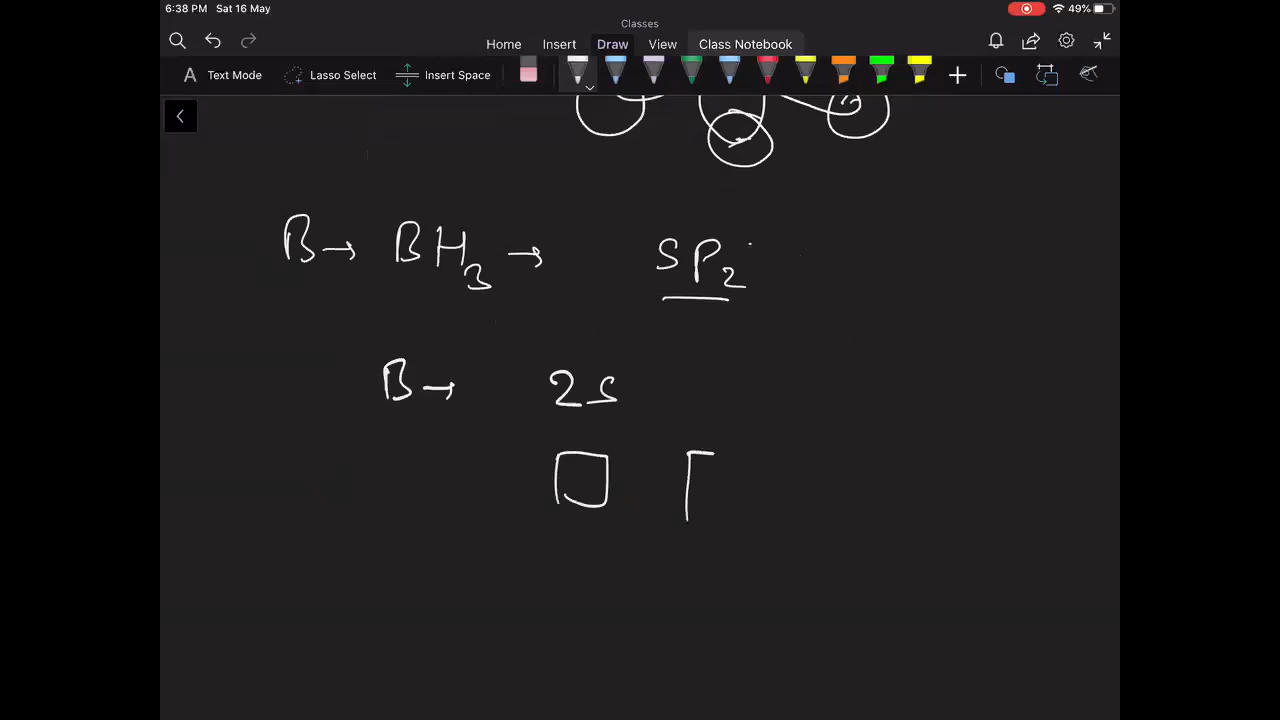 6:38 PM Sat 16 May 49%
Classes
Home Insert Draw View Class Notebook
A Text Mode Lasso Select Insert Space
B → BH3 → SP2
B → 2s